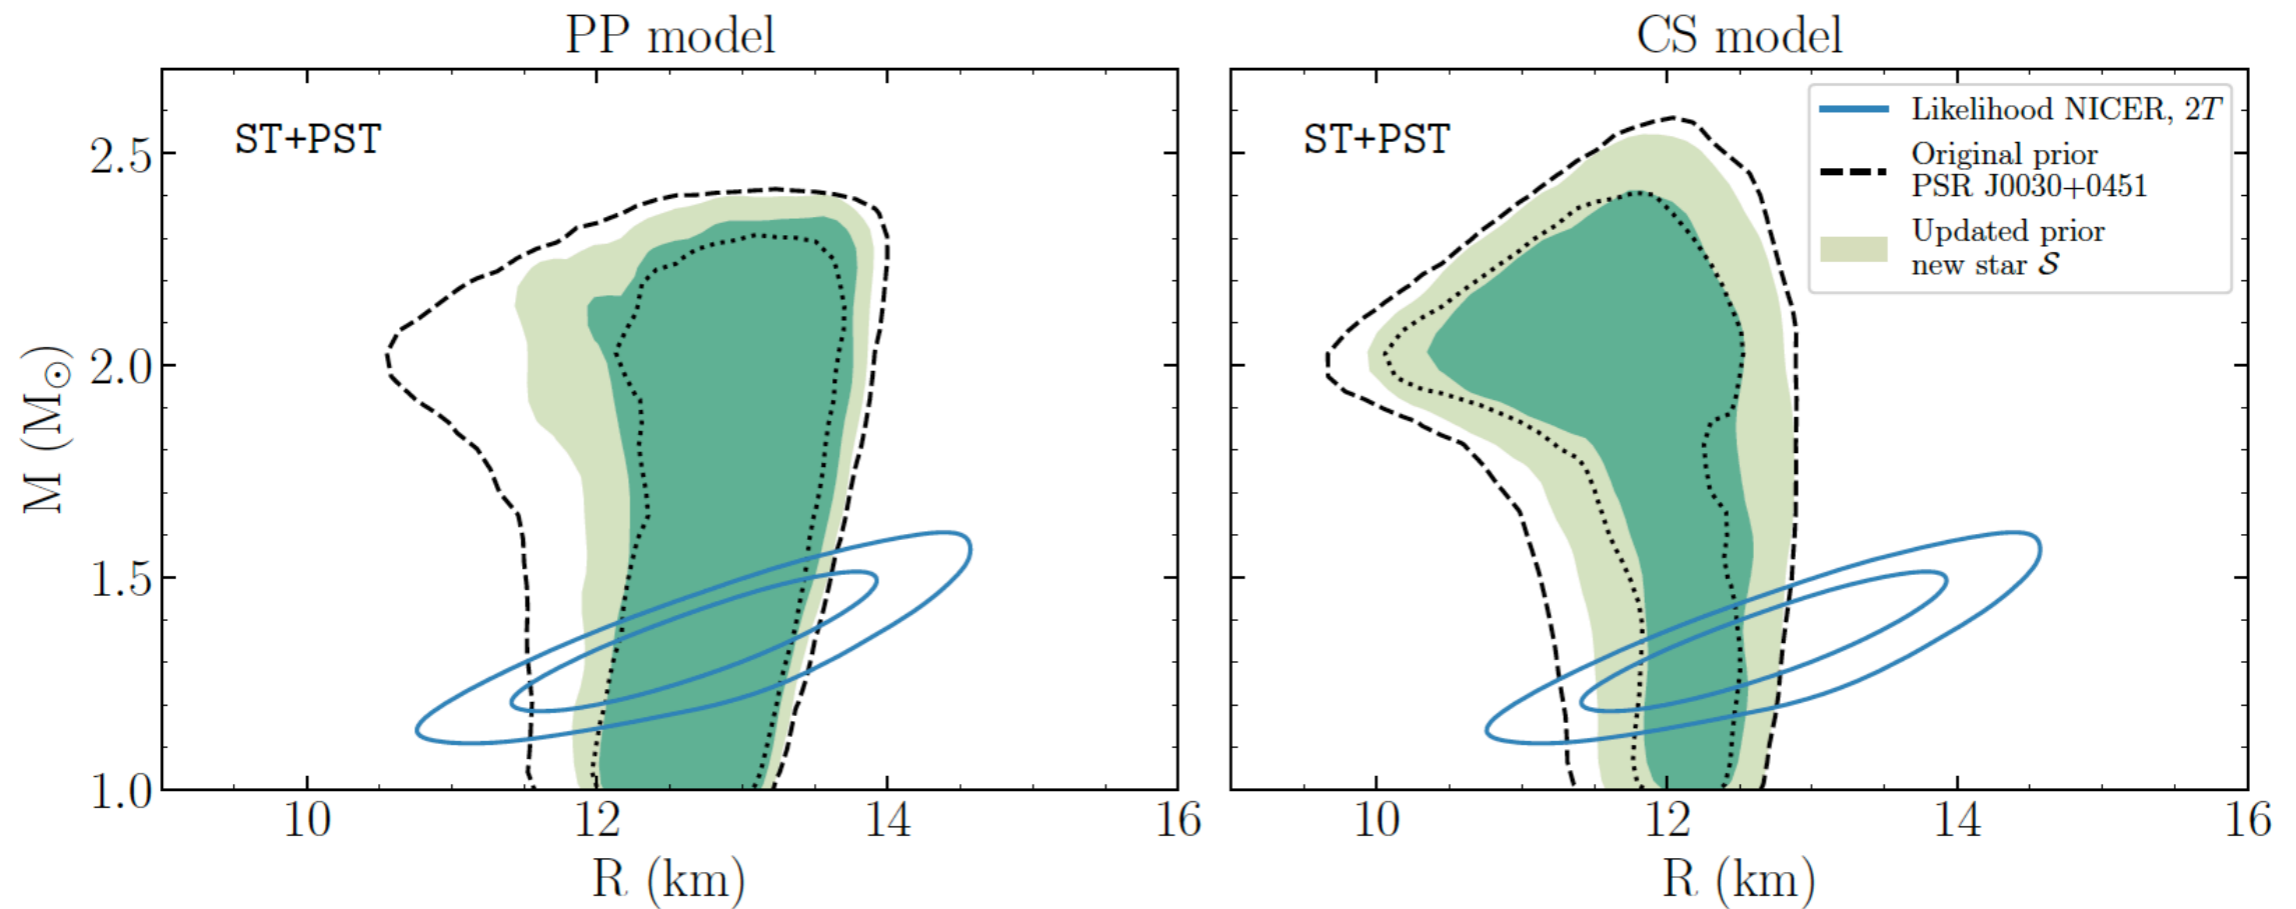 PP model
CS model
ST+PST
ST+PST
Likelihood NICER, 2T
Original prior
PSR J0030+0451
Updated prior
new star 𝒮
2.5
2.0
1.5
1.0
M (M⊙)
10 12 14 16
10 12 14 16
R (km)
R (km)